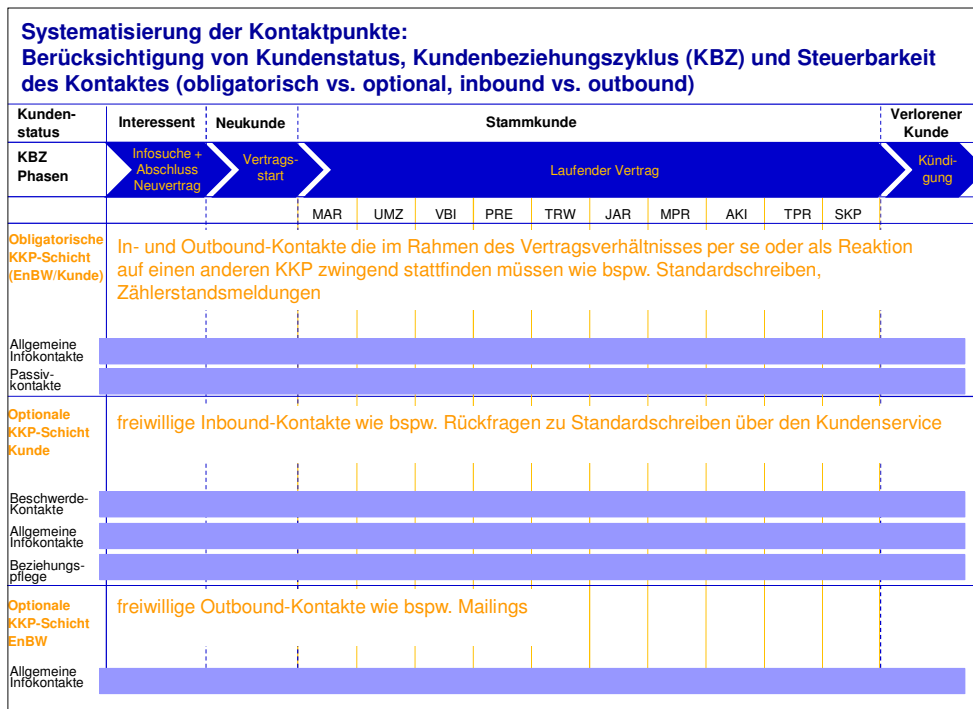 Systematisierung der Kontaktpunkte:
Berücksichtigung von Kundenstatus, Kundenbeziehungszyklus (KBZ) und Steuerbarkeit
des Kontaktes (obligatorisch vs. optional, inbound vs. outbound)
Kunden-
status
Interessent
Neukunde
Stammkunde
Verlorener
Kunde
KBZ
Phasen
Infosuche +
Abschluss
Neuvertrag
Vertrags-
start
Laufender Vertrag
Kündi-
gung
MAR UMZ VBI PRE TRW JAR MPR AKI TPR SKP
Obligatorische
KKP-Schicht
(EnBW/Kunde)
In- und Outbound-Kontakte die im Rahmen des Vertragsverhältnisses per se oder als Reaktion
auf einen anderen KKP zwingend stattfinden müssen wie bspw. Standardschreiben,
Zählerstandsmeldungen
Allgemeine
Infokontakte
Passiv-
kontakte
Optionale
KKP-Schicht
Kunde
freiwillige Inbound-Kontakte wie bspw. Rückfragen zu Standardschreiben über den Kundenservice
Beschwerde-
Kontakte
Allgemeine
Infokontakte
Beziehungs-
pflege
Optionale
KKP-Schicht
EnBW
freiwillige Outbound-Kontakte wie bspw. Mailings
Allgemeine
Infokontakte